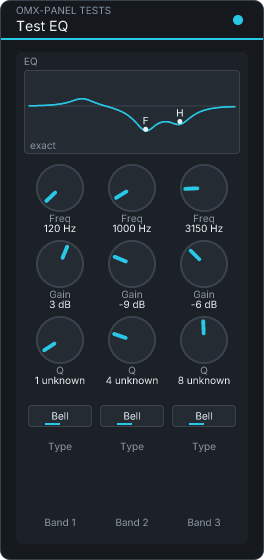 OMX-PANEL TESTS
Test EQ
EQ
F
H
exact
Freq Freq Freq
120 Hz 1000 Hz 3150 Hz
Gain Gain Gain
3 dB -9 dB -6 dB
Q Q Q
1 unknown 4 unknown 8 unknown
Bell Bell Bell
Type Type Type
Band 1 Band 2 Band 3